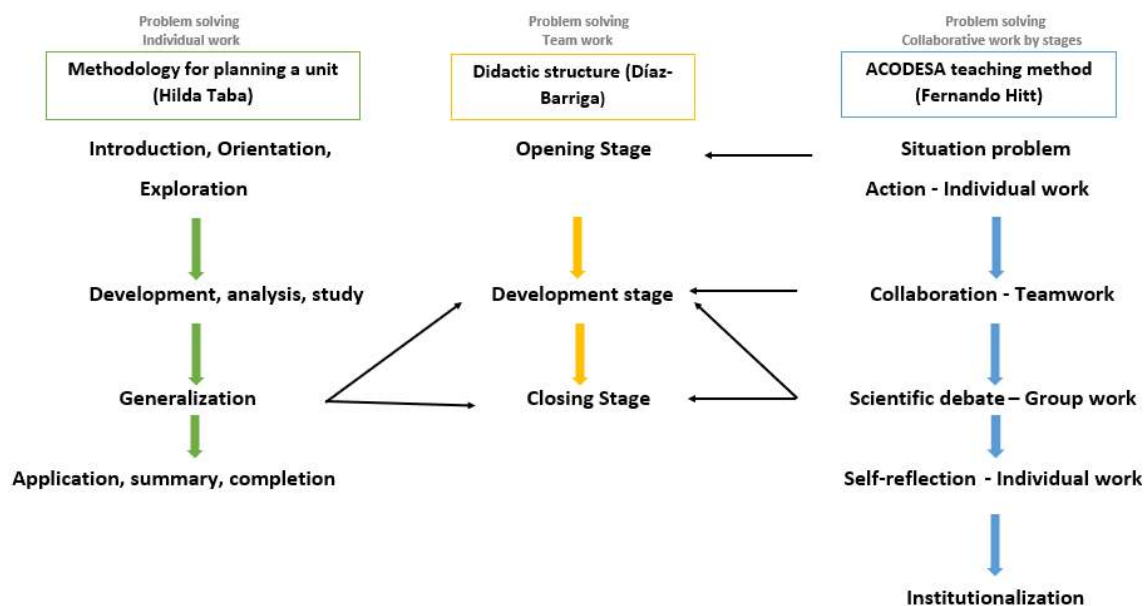 Problem solving
Individual work
Methodology for planning a unit
(Hilda Taba)
Introduction, Orientation,
Exploration
Development, analysis, study
Generalization
Application, summary, completion
Problem solving
Team work
Didactic structure (Díaz-
Barriga)
Opening Stage
Development stage
Closing Stage
Problem solving
Collaborative work by stages
ACODESA teaching method
(Fernando Hitt)
Situation problem
Action - Individual work
Collaboration - Teamwork
Scientific debate – Group work
Self-reflection - Individual work
Institutionalization